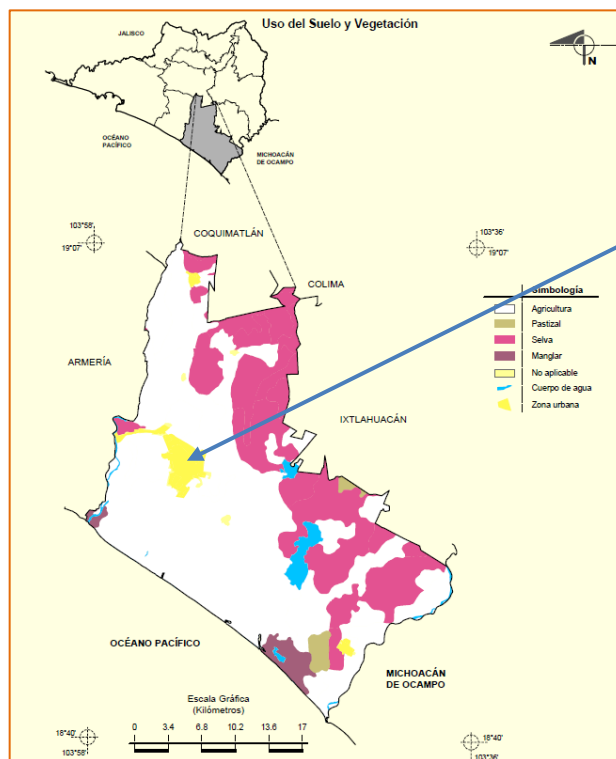 Uso del Suelo y Vegetación
JALISCO
N
OCÉANO
PACÍFICO
MICHOACÁN
DE OCAMPO
103°58'
19°07'
COQUIMATLÁN
103°36'
19°07'
COLIMA
Simbología
Agricultura
Pastizal
Selva
Manglar
No aplicable
Cuerpo de agua
Zona urbana
ARMERÍA
IXTLAHUACÁN
OCÉANO PACÍFICO
MICHOACÁN
DE OCAMPO
Escala Gráfica
(Kilómetros)
0 3.4 6.8 10.2 13.6 17
18°40'
103°58'
18°40'
103°36'